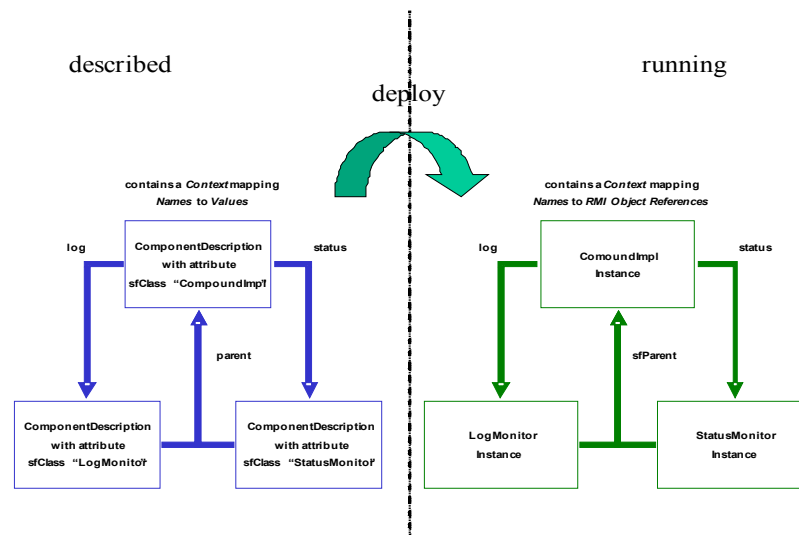 described
running
deploy
contains a Context mapping
Names to Values
log
status
ComponentDescription
with attribute
sfClass "CompoundImpl"
parent
ComponentDescription
with attribute
sfClass "LogMonitor"
ComponentDescription
with attribute
sfClass "StatusMonitor"
contains a Context mapping
Names to RMI Object References
log
status
ComoundImpl
Instance
sfParent
LogMonitor
Instance
StatusMonitor
Instance